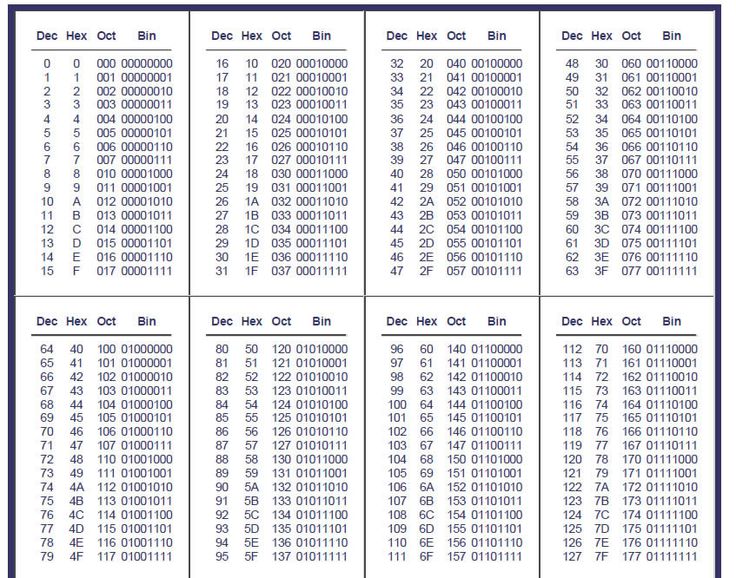 Dec Hex Oct Bin
0 0 000 00000000
1 1 001 00000001
2 2 002 00000010
3 3 003 00000011
4 4 004 00000100
5 5 005 00000101
6 6 006 00000110
7 7 007 00000111
8 8 010 00001000
9 9 011 00001001
10 A 012 00001010
11 B 013 00001011
12 C 014 00001100
13 D 015 00001101
14 E 016 00001110
15 F 017 00001111
Dec Hex Oct Bin
16 10 020 00010000
17 11 021 00010001
18 12 022 00010010
19 13 023 00010011
20 14 024 00010100
21 15 025 00010101
22 16 026 00010110
23 17 027 00010111
24 18 030 00011000
25 19 031 00011001
26 1A 032 00011010
27 1B 033 00011011
28 1C 034 00011100
29 1D 035 00011101
30 1E 036 00011110
31 1F 037 00011111
Dec Hex Oct Bin
32 20 040 00100000
33 21 041 00100001
34 22 042 00100010
35 23 043 00100011
36 24 044 00100100
37 25 045 00100101
38 26 046 00100110
39 27 047 00100111
40 28 050 00101000
41 29 051 00101001
42 2A 052 00101010
43 2B 053 00101011
44 2C 054 00101100
45 2D 055 00101101
46 2E 056 00101110
47 2F 057 00101111
Dec Hex Oct Bin
48 30 060 00110000
49 31 061 00110001
50 32 062 00110010
51 33 063 00110011
52 34 064 00110100
53 35 065 00110101
54 36 066 00110110
55 37 067 00110111
56 38 070 00111000
57 39 071 00111001
58 3A 072 00111010
59 3B 073 00111011
60 3C 074 00111100
61 3D 075 00111101
62 3E 076 00111110
63 3F 077 00111111
Dec Hex Oct Bin
64 40 100 01000000
65 41 101 01000001
66 42 102 01000010
67 43 103 01000011
68 44 104 01000100
69 45 105 01000101
70 46 106 01000110
71 47 107 01000111
72 48 110 01001000
73 49 111 01001001
74 4A 112 01001010
75 4B 113 01001011
76 4C 114 01001100
77 4D 115 01001101
78 4E 116 01001110
79 4F 117 01001111
Dec Hex Oct Bin
80 50 120 01010000
81 51 121 01010001
82 52 122 01010010
83 53 123 01010011
84 54 124 01010100
85 55 125 01010101
86 56 126 01010110
87 57 127 01010111
88 58 130 01011000
89 59 131 01011001
90 5A 132 01011010
91 5B 133 01011011
92 5C 134 01011100
93 5D 135 01011101
94 5E 136 01011110
95 5F 137 01011111
Dec Hex Oct Bin
96 60 140 01100000
97 61 141 01100001
98 62 142 01100010
99 63 143 01100011
100 64 144 01100100
101 65 145 01100101
102 66 146 01100110
103 67 147 01100111
104 68 150 01101000
105 69 151 01101001
106 6A 152 01101010
107 6B 153 01101011
108 6C 154 01101100
109 6D 155 01101101
110 6E 156 01101110
111 6F 157 01101111
Dec Hex Oct Bin
112 70 160 01110000
113 71 161 01110001
114 72 162 01110010
115 73 163 01110011
116 74 164 01110100
117 75 165 01110101
118 76 166 01110110
119 77 167 01110111
120 78 170 01111000
121 79 171 01111001
122 7A 172 01111010
123 7B 173 01111011
124 7C 174 01111100
125 7D 175 01111101
126 7E 176 01111110
127 7F 177 01111111